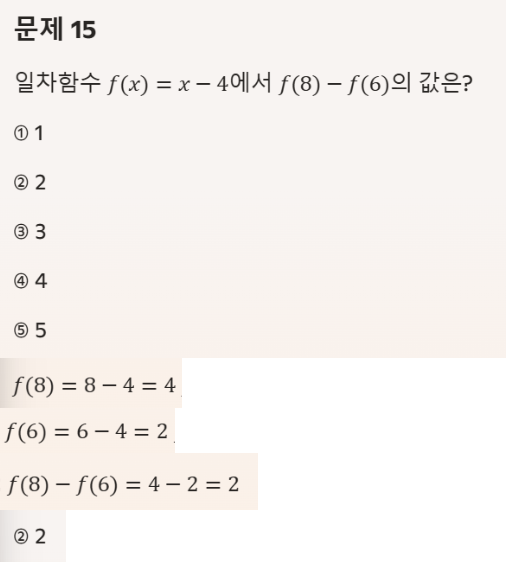 문제 15
일차함수 f(x) = x − 4에서 f(8) − f(6)의 값은?
① 1
② 2
③ 3
④ 4
⑤ 5
f(8) = 8 − 4 = 4
f(6) = 6 − 4 = 2
f(8) − f(6) = 4 − 2 = 2
② 2